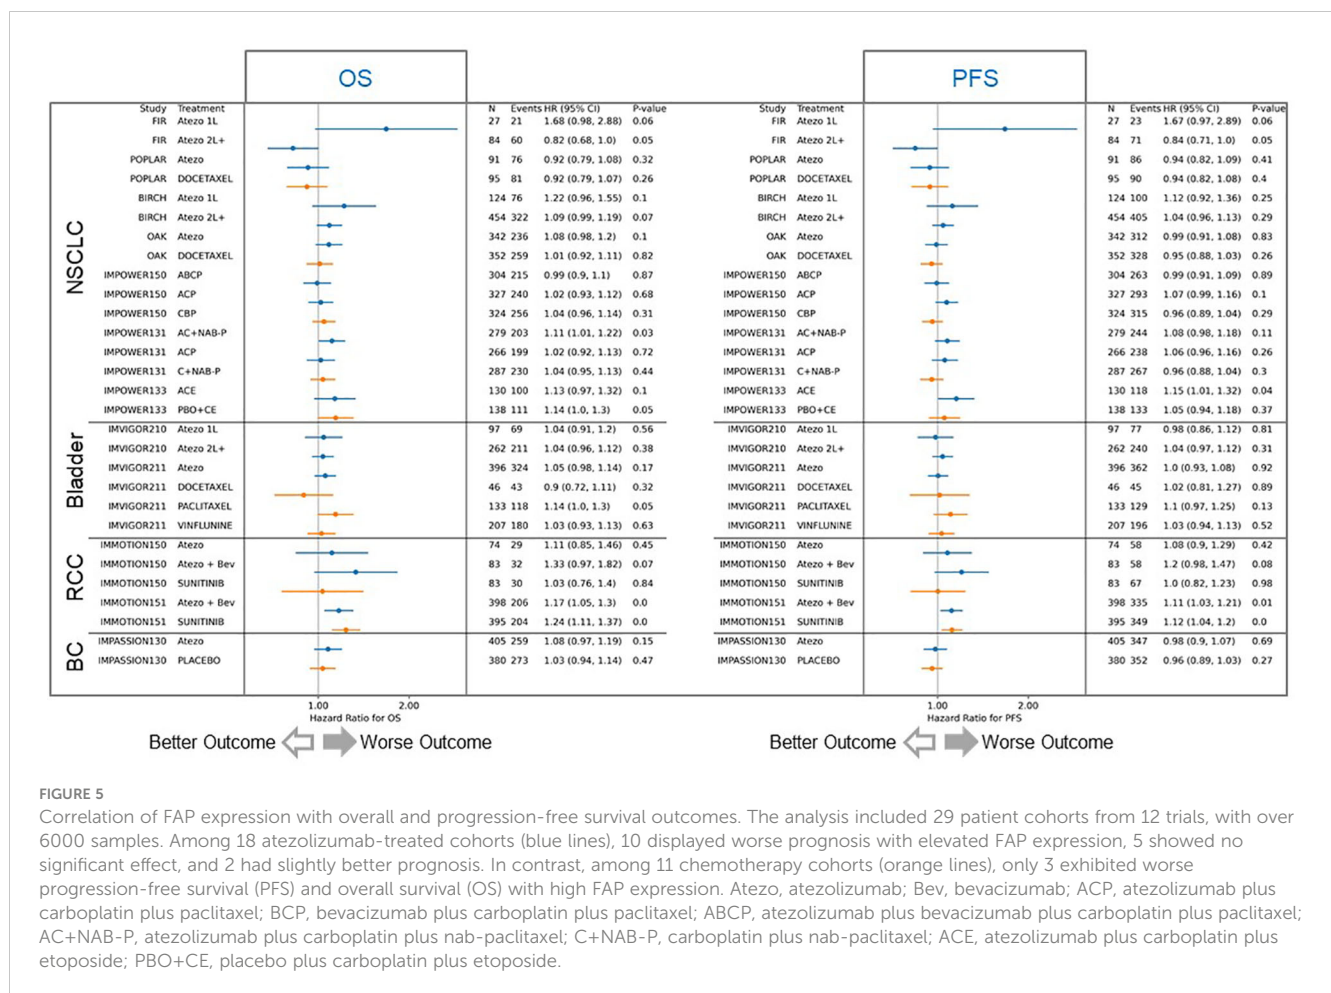 OS
PFS
Study Treatment N Events HR (95% CI) P-value Study Treatment N Events HR (95% CI) P-value
NSCLC
FIR Atezo 1L 27 21 1.68 (0.98, 2.88) 0.06 FIR Atezo 1L 27 23 1.67 (0.97, 2.89) 0.06
FIR Atezo 2L+ 84 60 0.82 (0.68, 1.0) 0.05 FIR Atezo 2L+ 84 71 0.84 (0.71, 1.0) 0.05
POPLAR Atezo 91 76 0.92 (0.79, 1.08) 0.32 POPLAR Atezo 91 86 0.94 (0.82, 1.09) 0.41
POPLAR DOCETAXEL 95 81 0.92 (0.79, 1.07) 0.26 POPLAR DOCETAXEL 95 90 0.94 (0.82, 1.08) 0.4
BIRCH Atezo 1L 124 76 1.22 (0.96, 1.55) 0.1 BIRCH Atezo 1L 124 100 1.12 (0.92, 1.36) 0.25
BIRCH Atezo 2L+ 454 322 1.09 (0.99, 1.19) 0.07 BIRCH Atezo 2L+ 454 405 1.04 (0.96, 1.13) 0.29
OAK Atezo 342 236 1.08 (0.98, 1.2) 0.1 OAK Atezo 342 312 0.99 (0.91, 1.08) 0.83
OAK DOCETAXEL 352 259 1.01 (0.92, 1.11) 0.82 OAK DOCETAXEL 352 328 0.95 (0.88, 1.03) 0.26
IMPOWER150 ABCP 304 215 0.99 (0.9, 1.1) 0.87 IMPOWER150 ABCP 304 263 0.99 (0.91, 1.09) 0.89
IMPOWER150 ACP 327 240 1.02 (0.93, 1.12) 0.68 IMPOWER150 ACP 327 293 1.07 (0.99, 1.16) 0.1
IMPOWER150 CBP 324 256 1.04 (0.96, 1.14) 0.31 IMPOWER150 CBP 324 315 0.96 (0.89, 1.04) 0.29
IMPOWER131 AC+NAB-P 279 203 1.11 (1.01, 1.22) 0.03 IMPOWER131 AC+NAB-P 279 244 1.08 (0.98, 1.18) 0.11
IMPOWER131 ACP 266 199 1.02 (0.92, 1.13) 0.72 IMPOWER131 ACP 266 238 1.06 (0.96, 1.16) 0.26
IMPOWER131 C+NAB-P 287 230 1.04 (0.95, 1.13) 0.44 IMPOWER131 C+NAB-P 287 267 0.96 (0.88, 1.04) 0.3
IMPOWER133 ACE 130 100 1.13 (0.97, 1.32) 0.1 IMPOWER133 ACE 130 118 1.15 (1.01, 1.32) 0.04
IMPOWER133 PBO+CE 138 111 1.14 (1.0, 1.3) 0.05 IMPOWER133 PBO+CE 138 133 1.05 (0.94, 1.18) 0.37
Bladder
IMVIGOR210 Atezo 1L 97 69 1.04 (0.91, 1.2) 0.56 IMVIGOR210 Atezo 1L 97 77 0.98 (0.86, 1.12) 0.81
IMVIGOR210 Atezo 2L+ 262 211 1.04 (0.96, 1.12) 0.38 IMVIGOR210 Atezo 2L+ 262 240 1.04 (0.97, 1.12) 0.31
IMVIGOR211 Atezo 396 324 1.05 (0.98, 1.14) 0.17 IMVIGOR211 Atezo 396 362 1.0 (0.93, 1.08) 0.92
IMVIGOR211 DOCETAXEL 46 43 0.9 (0.72, 1.11) 0.32 IMVIGOR211 DOCETAXEL 46 45 1.02 (0.81, 1.27) 0.89
IMVIGOR211 PACLITAXEL 133 118 1.14 (1.0, 1.3) 0.05 IMVIGOR211 PACLITAXEL 133 129 1.1 (0.97, 1.25) 0.13
IMVIGOR211 VINFLUNINE 207 180 1.03 (0.93, 1.13) 0.63 IMVIGOR211 VINFLUNINE 207 196 1.03 (0.94, 1.13) 0.52
RCC
IMMOTION150 Atezo 74 29 1.11 (0.85, 1.46) 0.45 IMMOTION150 Atezo 74 58 1.08 (0.9, 1.29) 0.42
IMMOTION150 Atezo + Bev 83 32 1.33 (0.97, 1.82) 0.07 IMMOTION150 Atezo + Bev 83 58 1.2 (0.98, 1.47) 0.08
IMMOTION150 SUNITINIB 83 30 1.03 (0.76, 1.4) 0.84 IMMOTION150 SUNITINIB 83 67 1.0 (0.82, 1.23) 0.98
IMMOTION151 Atezo + Bev 398 206 1.17 (1.05, 1.3) 0.0 IMMOTION151 Atezo + Bev 398 335 1.11 (1.03, 1.21) 0.01
IMMOTION151 SUNITINIB 395 204 1.24 (1.11, 1.37) 0.0 IMMOTION151 SUNITINIB 395 349 1.12 (1.04, 1.2) 0.0
BC
IMPASSION130 Atezo 405 259 1.08 (0.97, 1.19) 0.15 IMPASSION130 Atezo 405 347 0.98 (0.9, 1.07) 0.69
IMPASSION130 PLACEBO 380 273 1.03 (0.94, 1.14) 0.47 IMPASSION130 PLACEBO 380 352 0.96 (0.89, 1.03) 0.27
1.00 2.00 1.00 2.00
Hazard Ratio for OS Hazard Ratio for PFS
Better Outcome Worse Outcome Better Outcome Worse Outcome
FIGURE 5
Correlation of FAP expression with overall and progression-free survival outcomes. The analysis included 29 patient cohorts from 12 trials, with over
6000 samples. Among 18 atezolizumab-treated cohorts (blue lines), 10 displayed worse prognosis with elevated FAP expression, 5 showed no
significant effect, and 2 had slightly better prognosis. In contrast, among 11 chemotherapy cohorts (orange lines), only 3 exhibited worse
progression-free survival (PFS) and overall survival (OS) with high FAP expression. Atezo, atezolizumab; Bev, bevacizumab; ACP, atezolizumab plus
carboplatin plus paclitaxel; BCP, bevacizumab plus carboplatin plus paclitaxel; ABCP, atezolizumab plus bevacizumab plus carboplatin plus paclitaxel;
AC+NAB-P, atezolizumab plus carboplatin plus nab-paclitaxel; C+NAB-P, carboplatin plus nab-paclitaxel; ACE, atezolizumab plus carboplatin plus
etoposide; PBO+CE, placebo plus carboplatin plus etoposide.